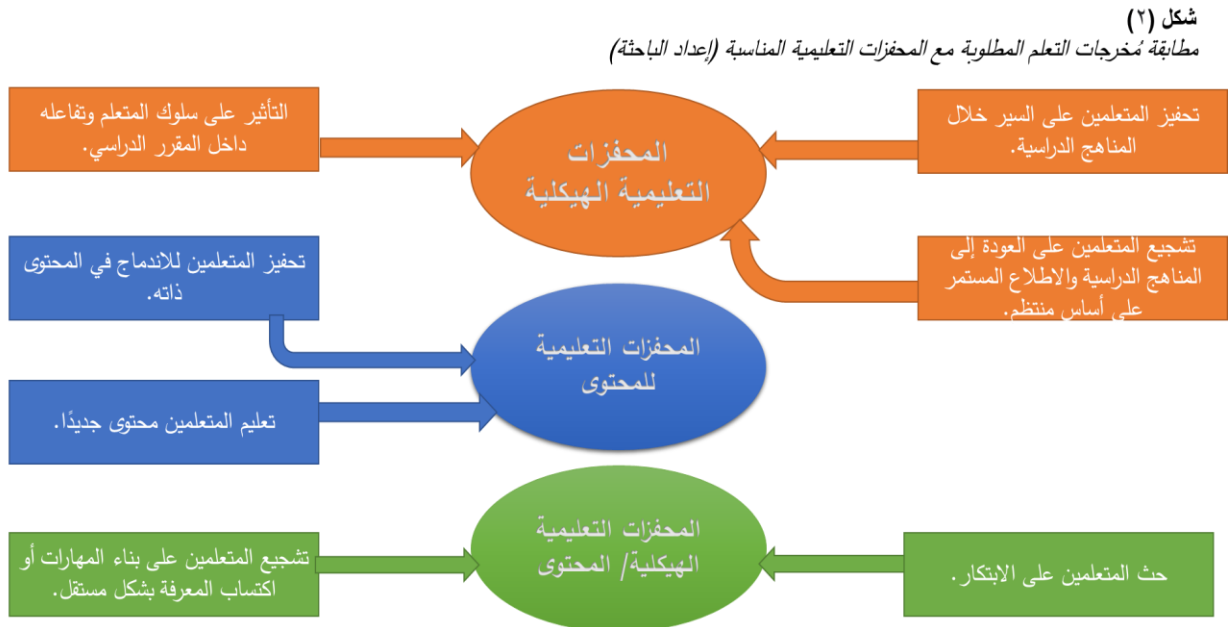 شكل (٢)
مطابقة مُخرجات التعلم المطلوبة مع المحفزات التعليمية المناسبة (إعداد الباحثة)
تحفيز المتعلمين على السير خلال
المناهج الدراسية.
المحفزات
التعليمية الهيكلية
التأثير على سلوك المتعلم وتفاعله
داخل المقرر الدراسي.
تشجيع المتعلمين على العودة إلى
المناهج الدراسية والاطلاع المستمر
على أساس منتظم.
تحفيز المتعلمين للاندماج في المحتوى
ذاته.
المحفزات التعليمية
للمحتوى
تعليم المتعلمين محتوى جديدًا.
حث المتعلمين على الابتكار.
المحفزات التعليمية
الهيكلية/ المحتوى
تشجيع المتعلمين على بناء المهارات أو
اكتساب المعرفة بشكل مستقل.